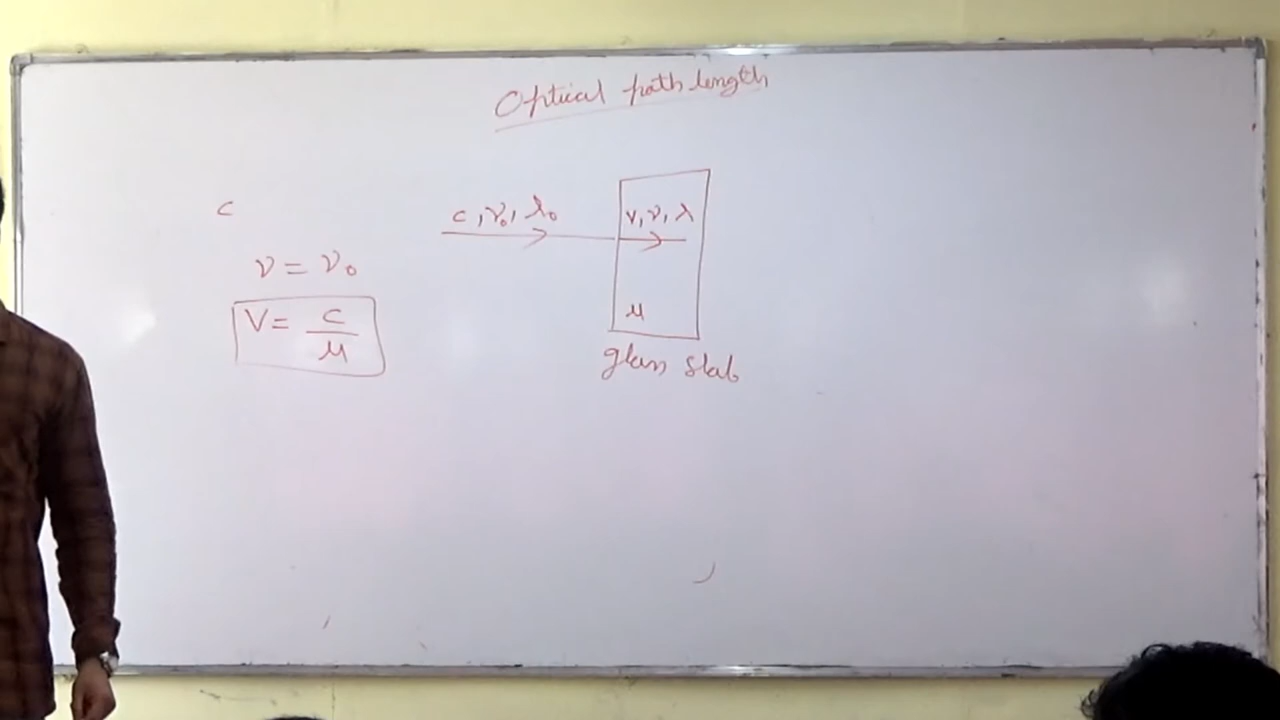 Optical path length
c
c, ν₀, λ₀
v, ν, λ
ν = ν₀
V = c/μ
μ
glass slab